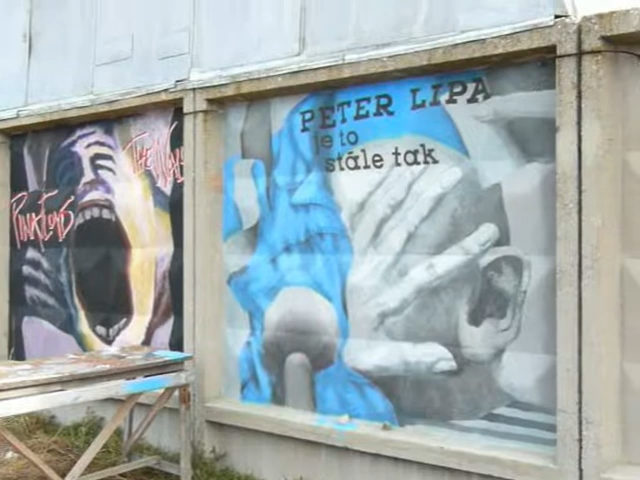 PINK FLOYD
THE WALL
PETER LIPA
je to
stále tak